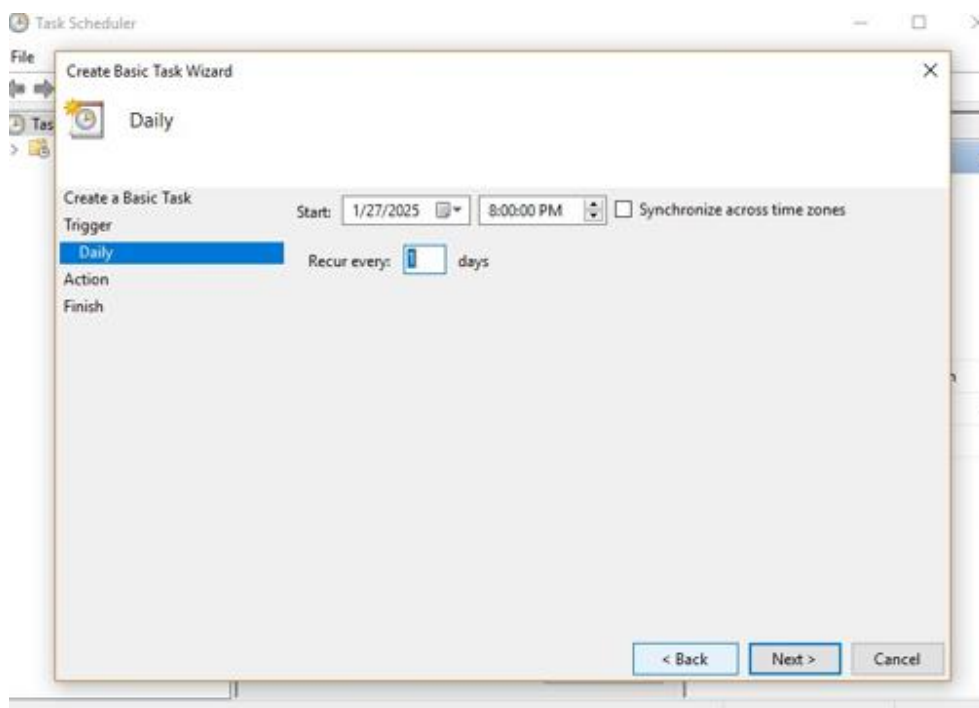 Task Scheduler
File
Create Basic Task Wizard
Daily
Tas
Create a Basic Task
Trigger
Daily
Action
Finish
Start: 1/27/2025 8:00:00 PM Synchronize across time zones
Recur every: 1 days
< Back Next > Cancel